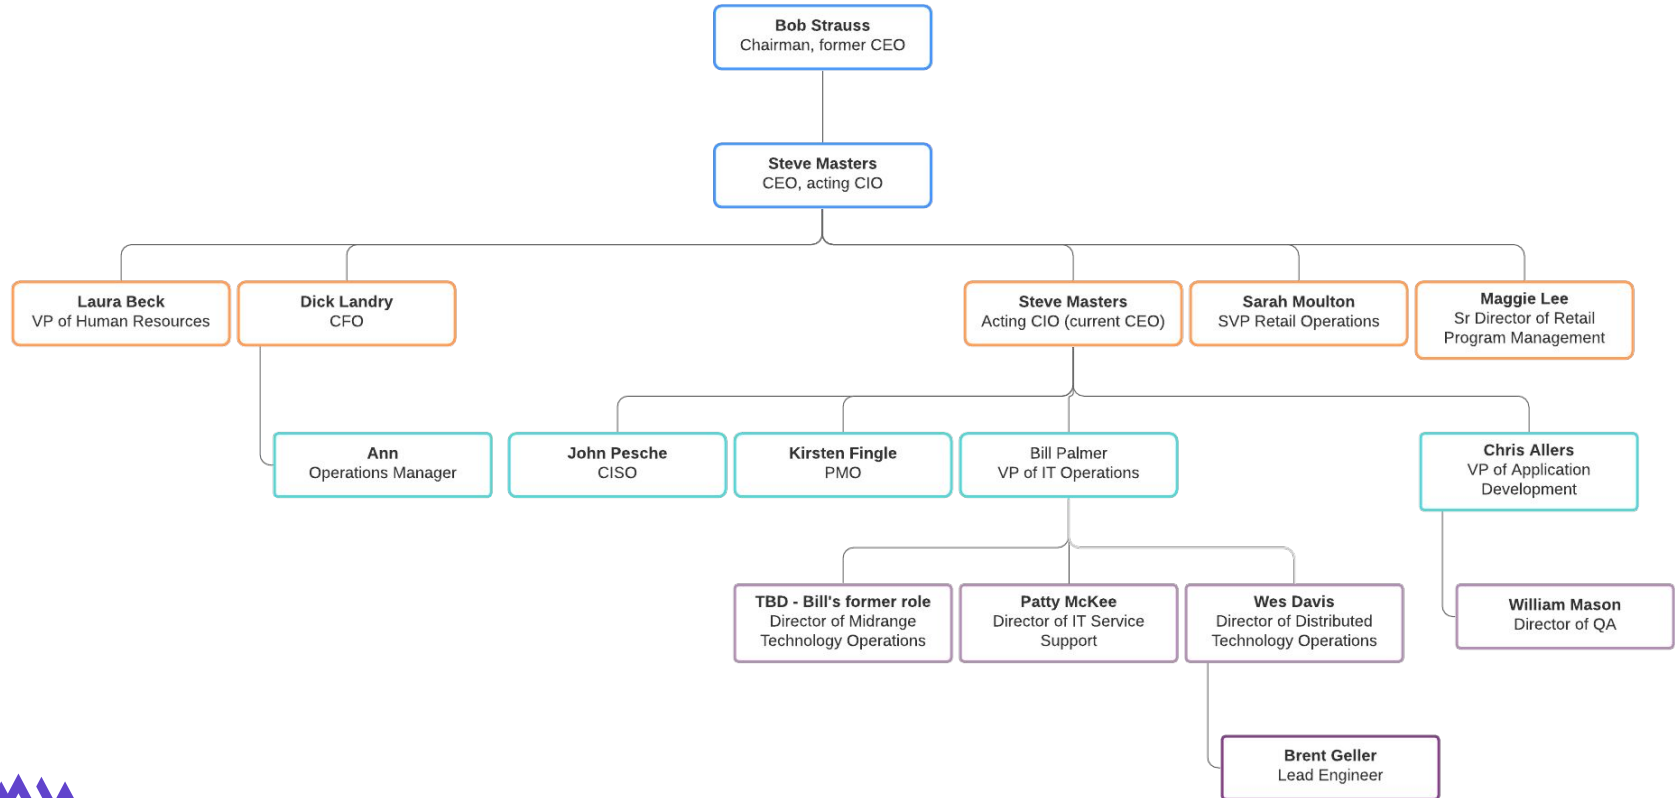 Bob Strauss
Chairman, former CEO
Steve Masters
CEO, acting CIO
Laura Beck
VP of Human Resources
Dick Landry
CFO
Steve Masters
Acting CIO (current CEO)
Sarah Moulton
SVP Retail Operations
Maggie Lee
Sr Director of Retail
Program Management
Ann
Operations Manager
John Pesche
CISO
Kirsten Fingle
PMO
Bill Palmer
VP of IT Operations
Chris Allers
VP of Application
Development
TBD - Bill's former role
Director of Midrange
Technology Operations
Patty McKee
Director of IT Service
Support
Wes Davis
Director of Distributed
Technology Operations
William Mason
Director of QA
Brent Geller
Lead Engineer